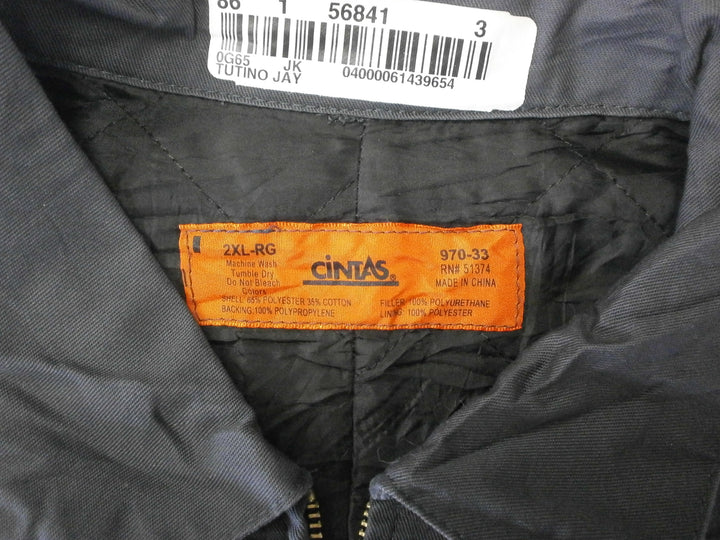 86 1 56841 3
0G65 JK
TUTINO JAY 04000061439654
2XL-RG
Machine Wash
Tumble Dry
Do Not Bleach
Colors
SHELL 65% POLYESTER 35% COTTON
BACKING:100% POLYPROPYLENE
CiNTAS®
970-33
RN# 51374
MADE IN CHINA
FILLER:100% POLYURETHANE
LINING: 100% POLYESTER